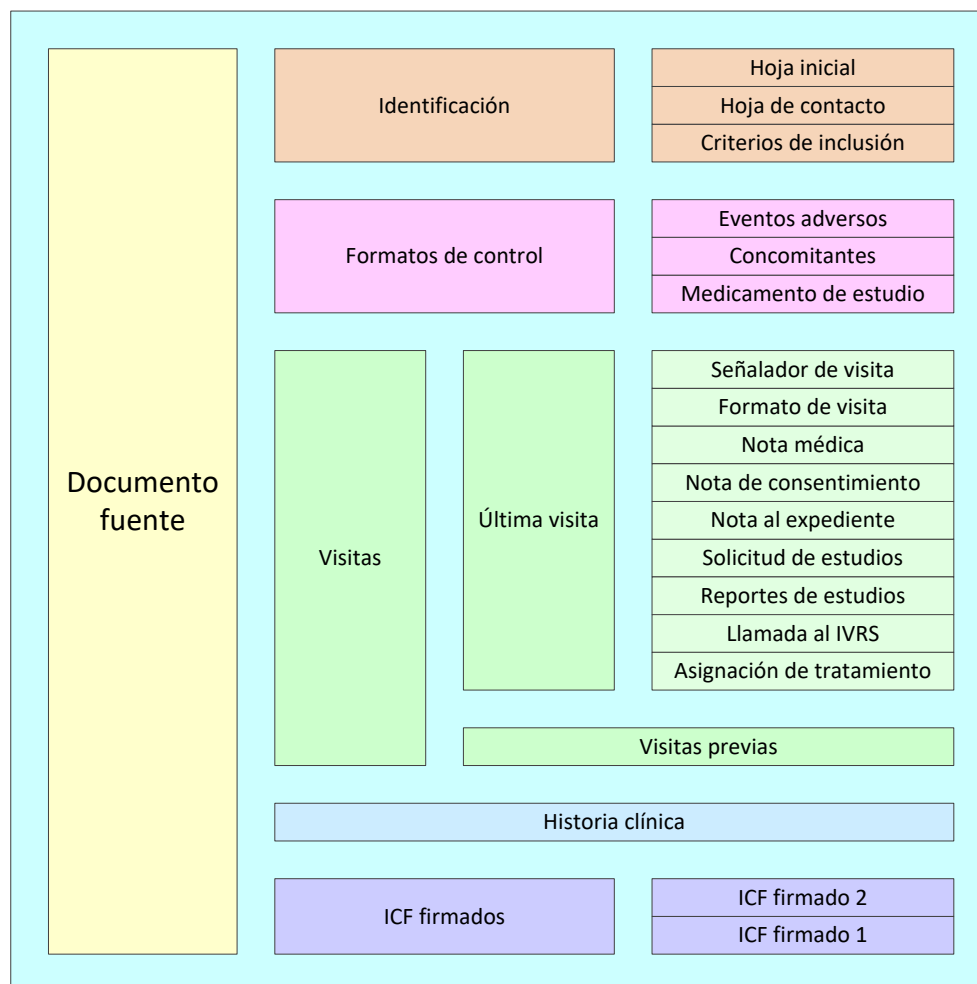 Documento
fuente
Identificación
Hoja inicial
Hoja de contacto
Criterios de inclusión
Formatos de control
Eventos adversos
Concomitantes
Medicamento de estudio
Visitas
Última visita
Señalador de visita
Formato de visita
Nota médica
Nota de consentimiento
Nota al expediente
Solicitud de estudios
Reportes de estudios
Llamada al IVRS
Asignación de tratamiento
Visitas previas
Historia clínica
ICF firmados
ICF firmado 2
ICF firmado 1